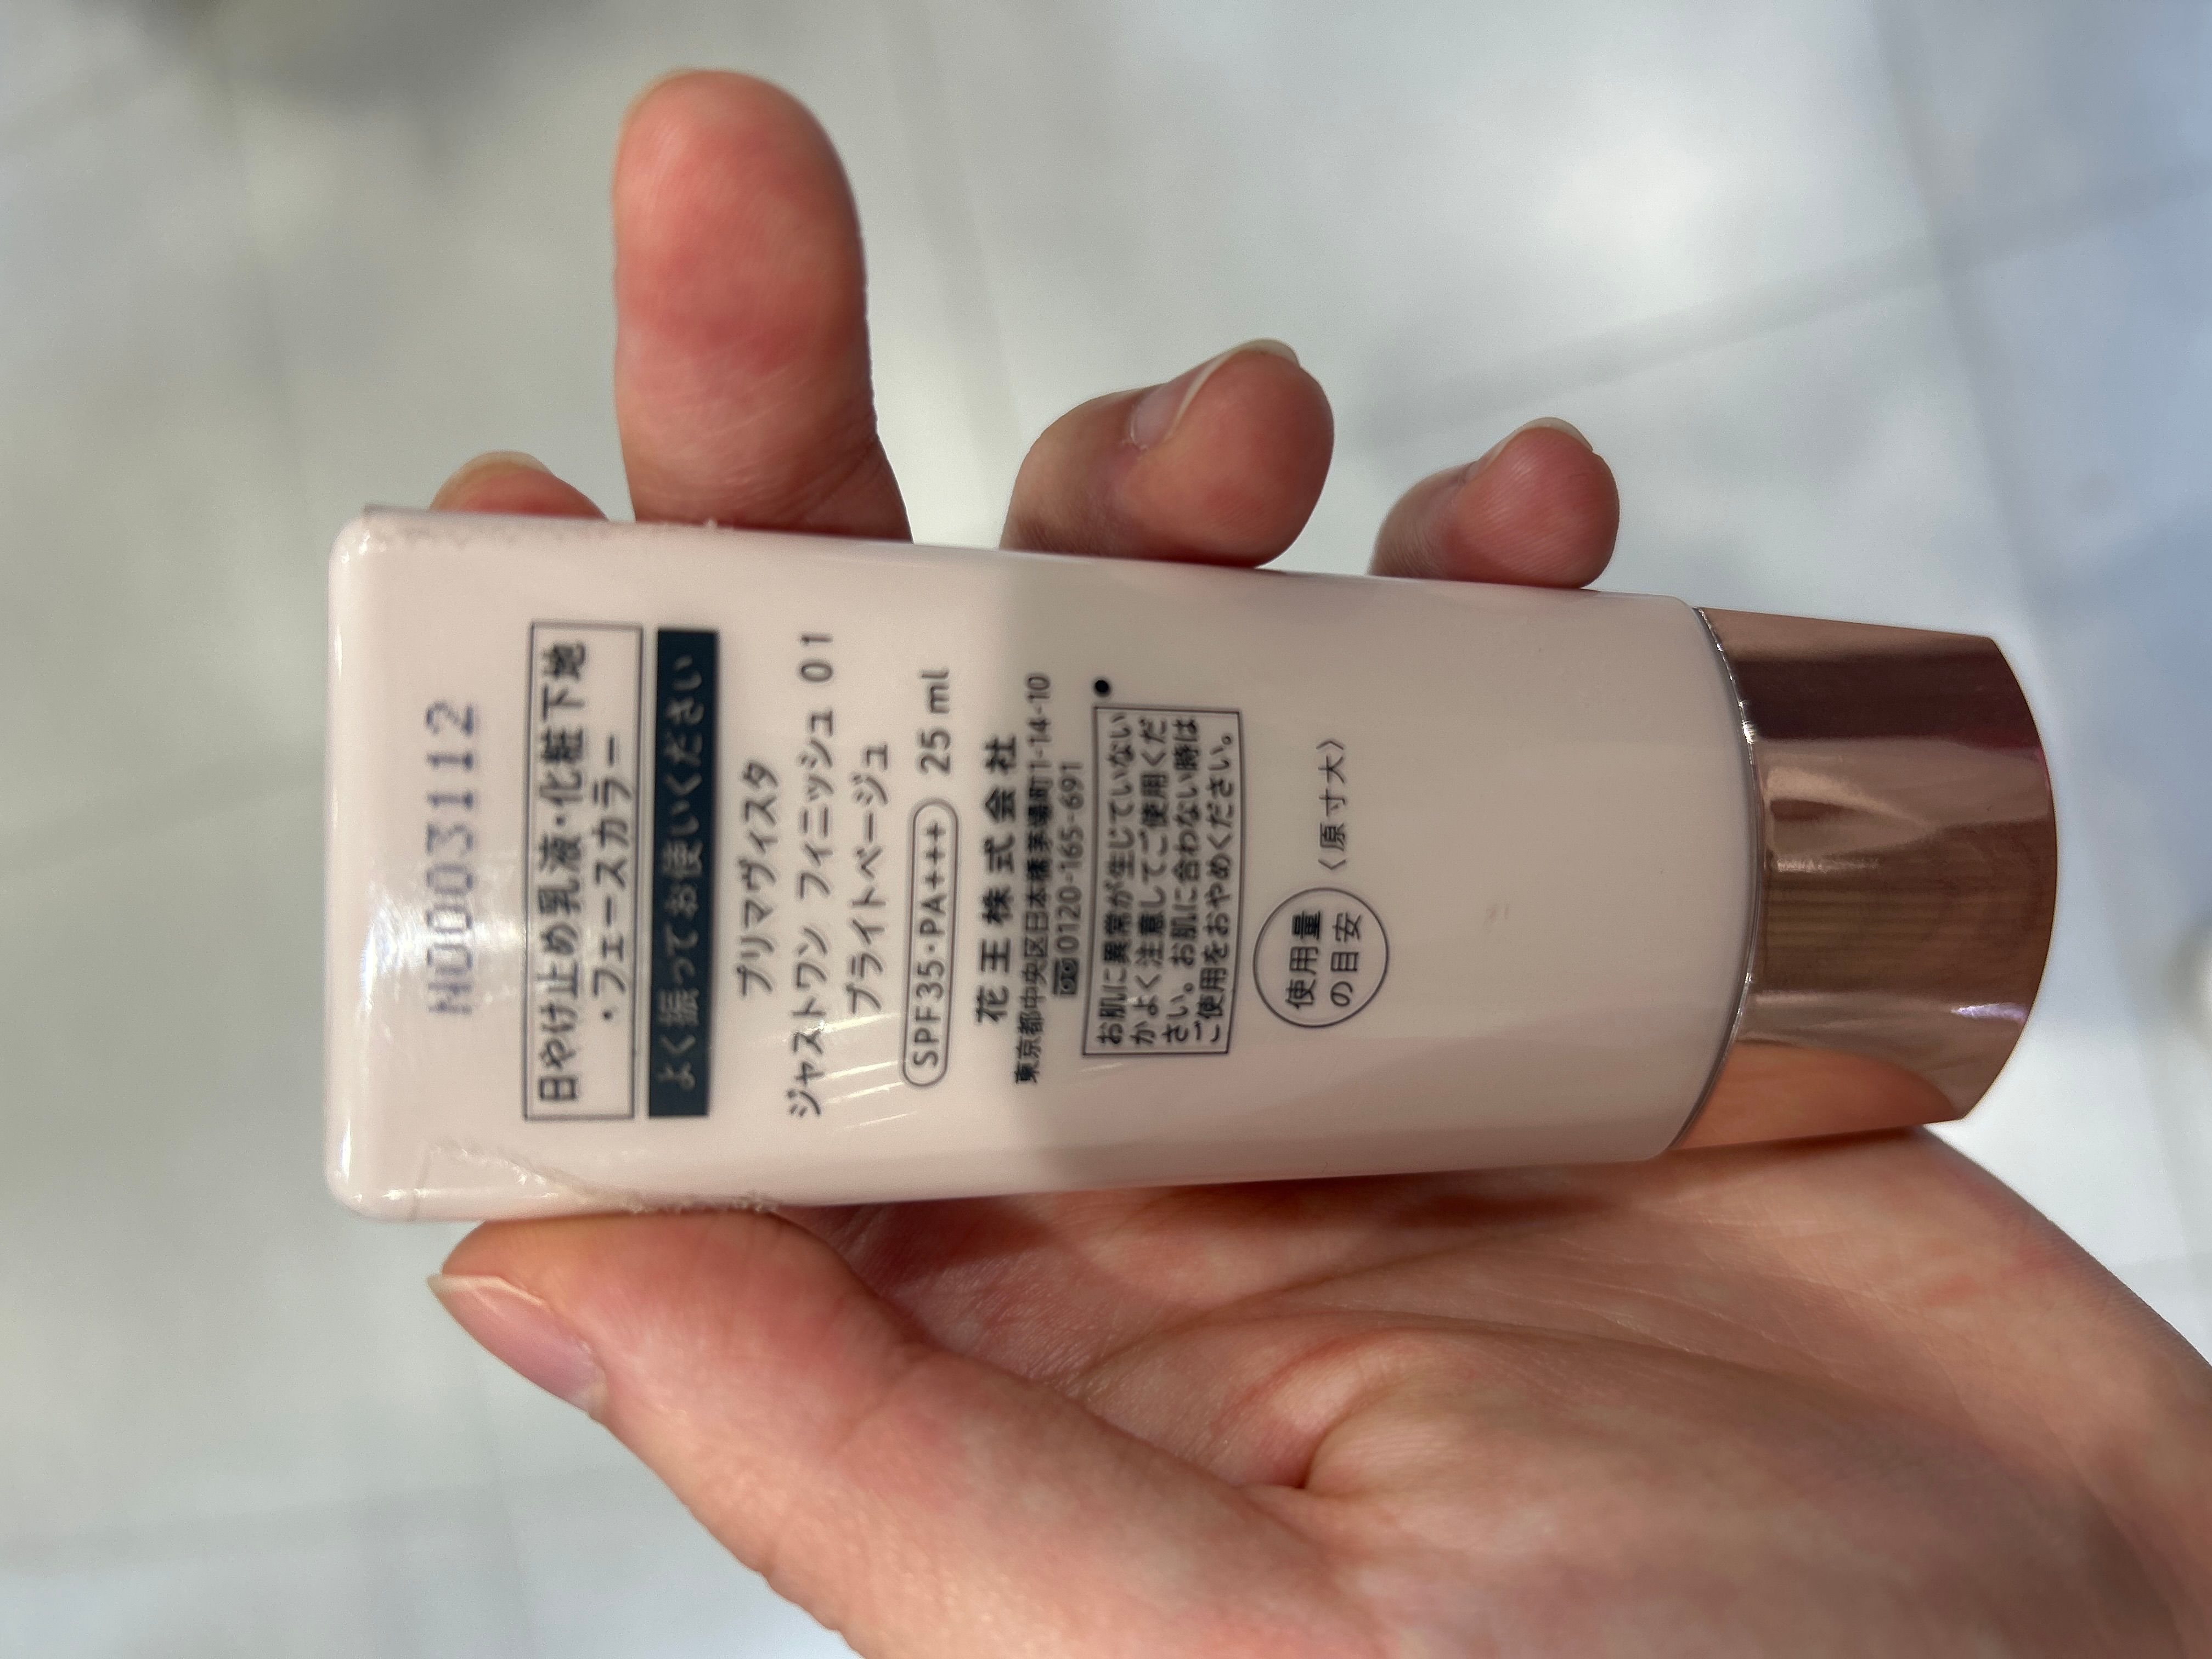 N0003112
日やけ止め乳液・化粧下地
・フェースカラー
よく振ってお使いください
プリマヴィスタ
ジャストワン フィニッシュ 01
ブライトベージュ
SPF35・PA+++ 25 ml
花王株式会社
東京都中央区日本橋茅場町1-14-10
0120-165-691
お肌に異常が生じていない
かよく注意してご使用くだ
さい。お肌に合わない時は
ご使用をおやめください。
使用量
の目安
〈原寸大〉